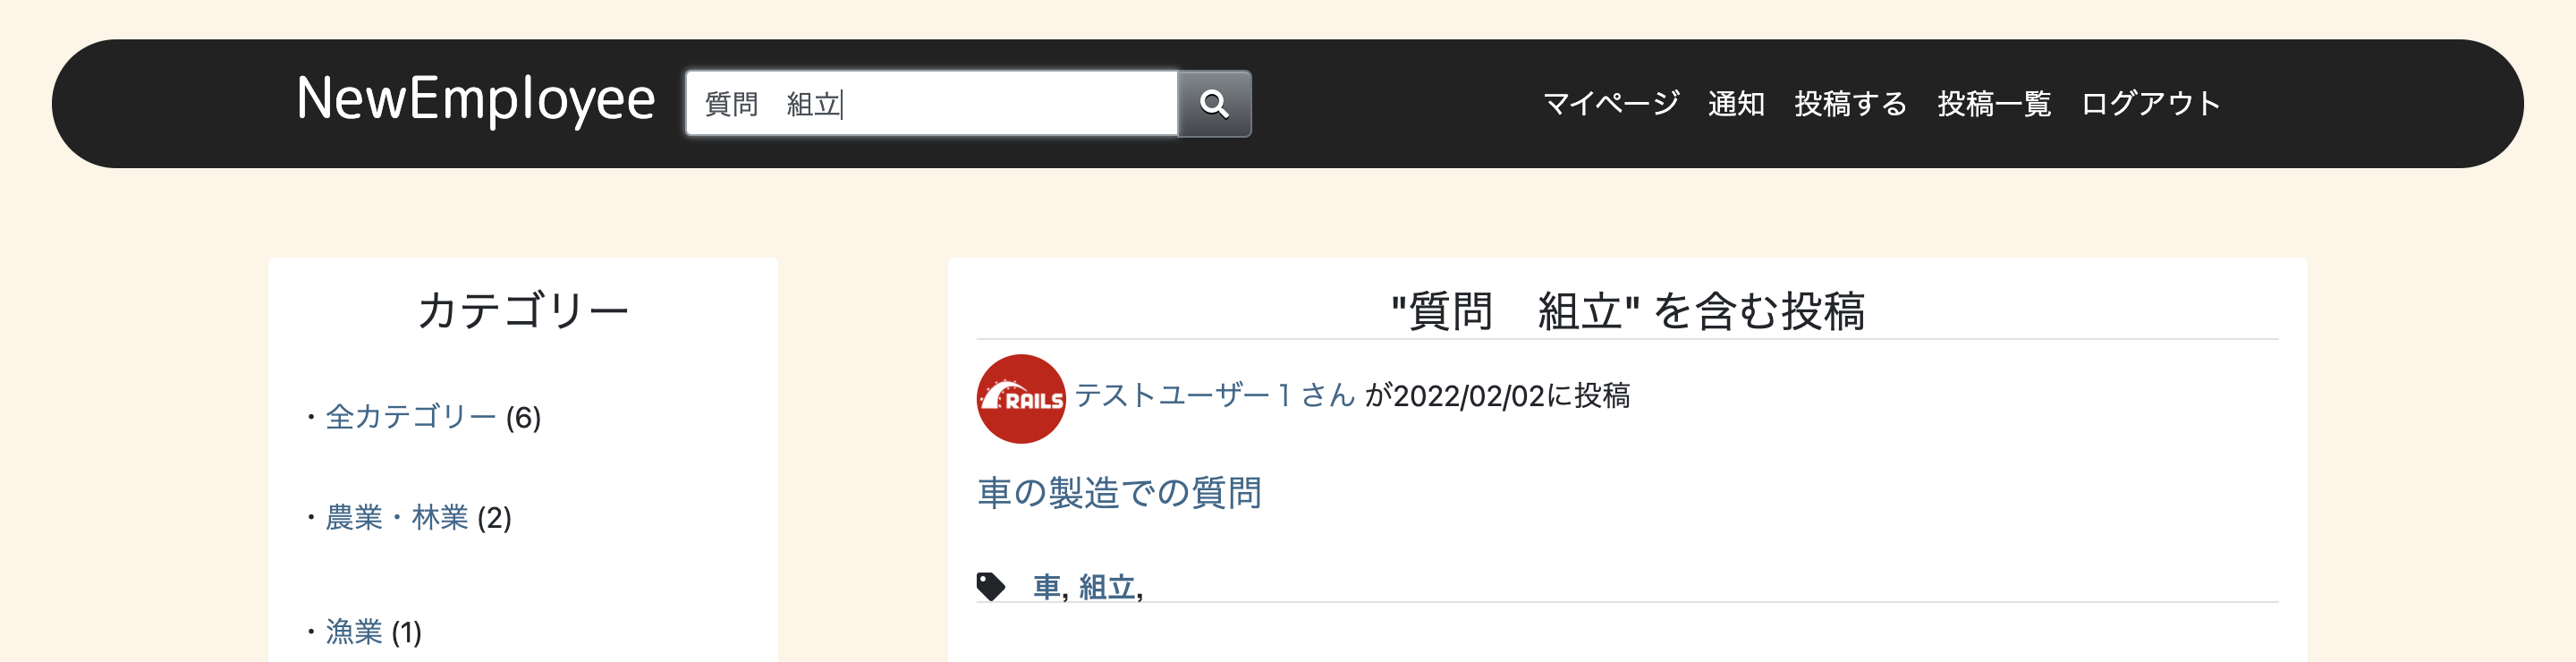 NewEmployee
質問　組立
マイページ 通知 投稿する 投稿一覧 ログアウト
カテゴリー
・全カテゴリー (6)
・農業・林業 (2)
・漁業 (1)
"質問　組立" を含む投稿
RAILS
テストユーザー１さん が2022/02/02に投稿
車の製造での質問
車, 組立,